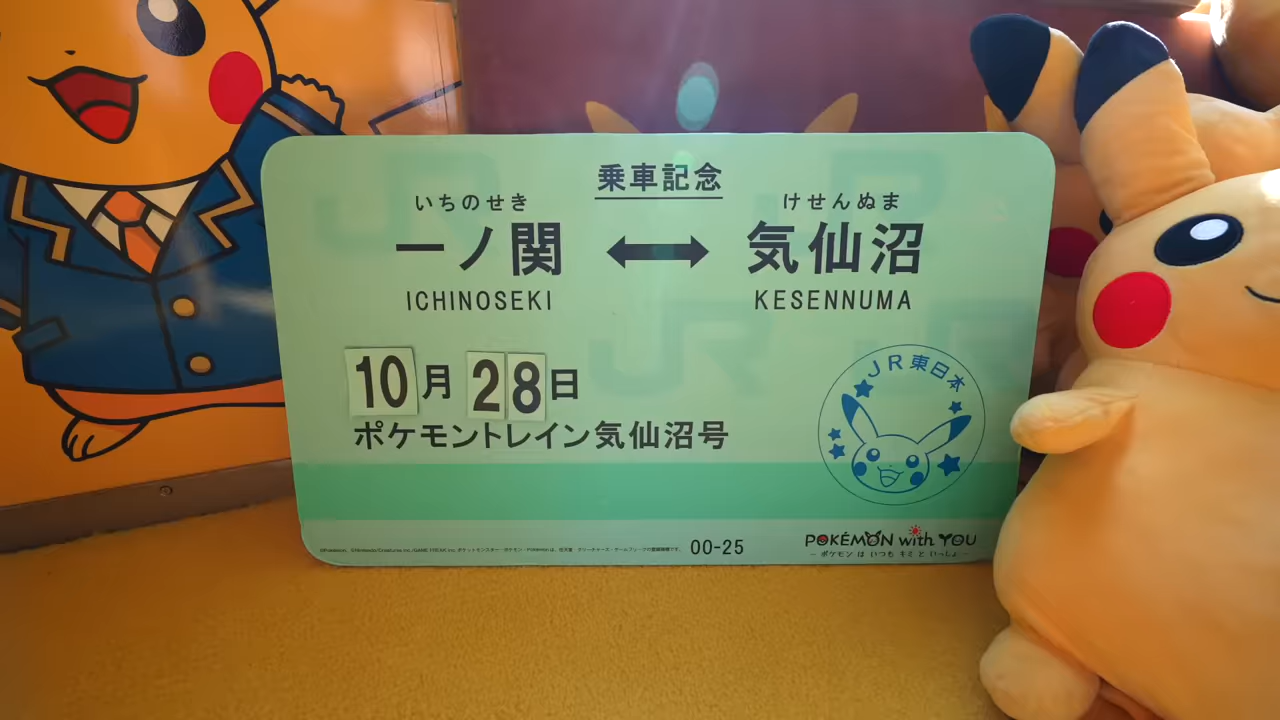 乗車記念
いちのせき けせんぬま
一ノ関 ↔ 気仙沼
ICHINOSEKI KESENNUMA
10月28日
ポケモントレイン気仙沼号
JR東日本
00-25
POKÉMON with YOU
ーポケモン は いつも キミ と いっしょー
JR
JR
JR